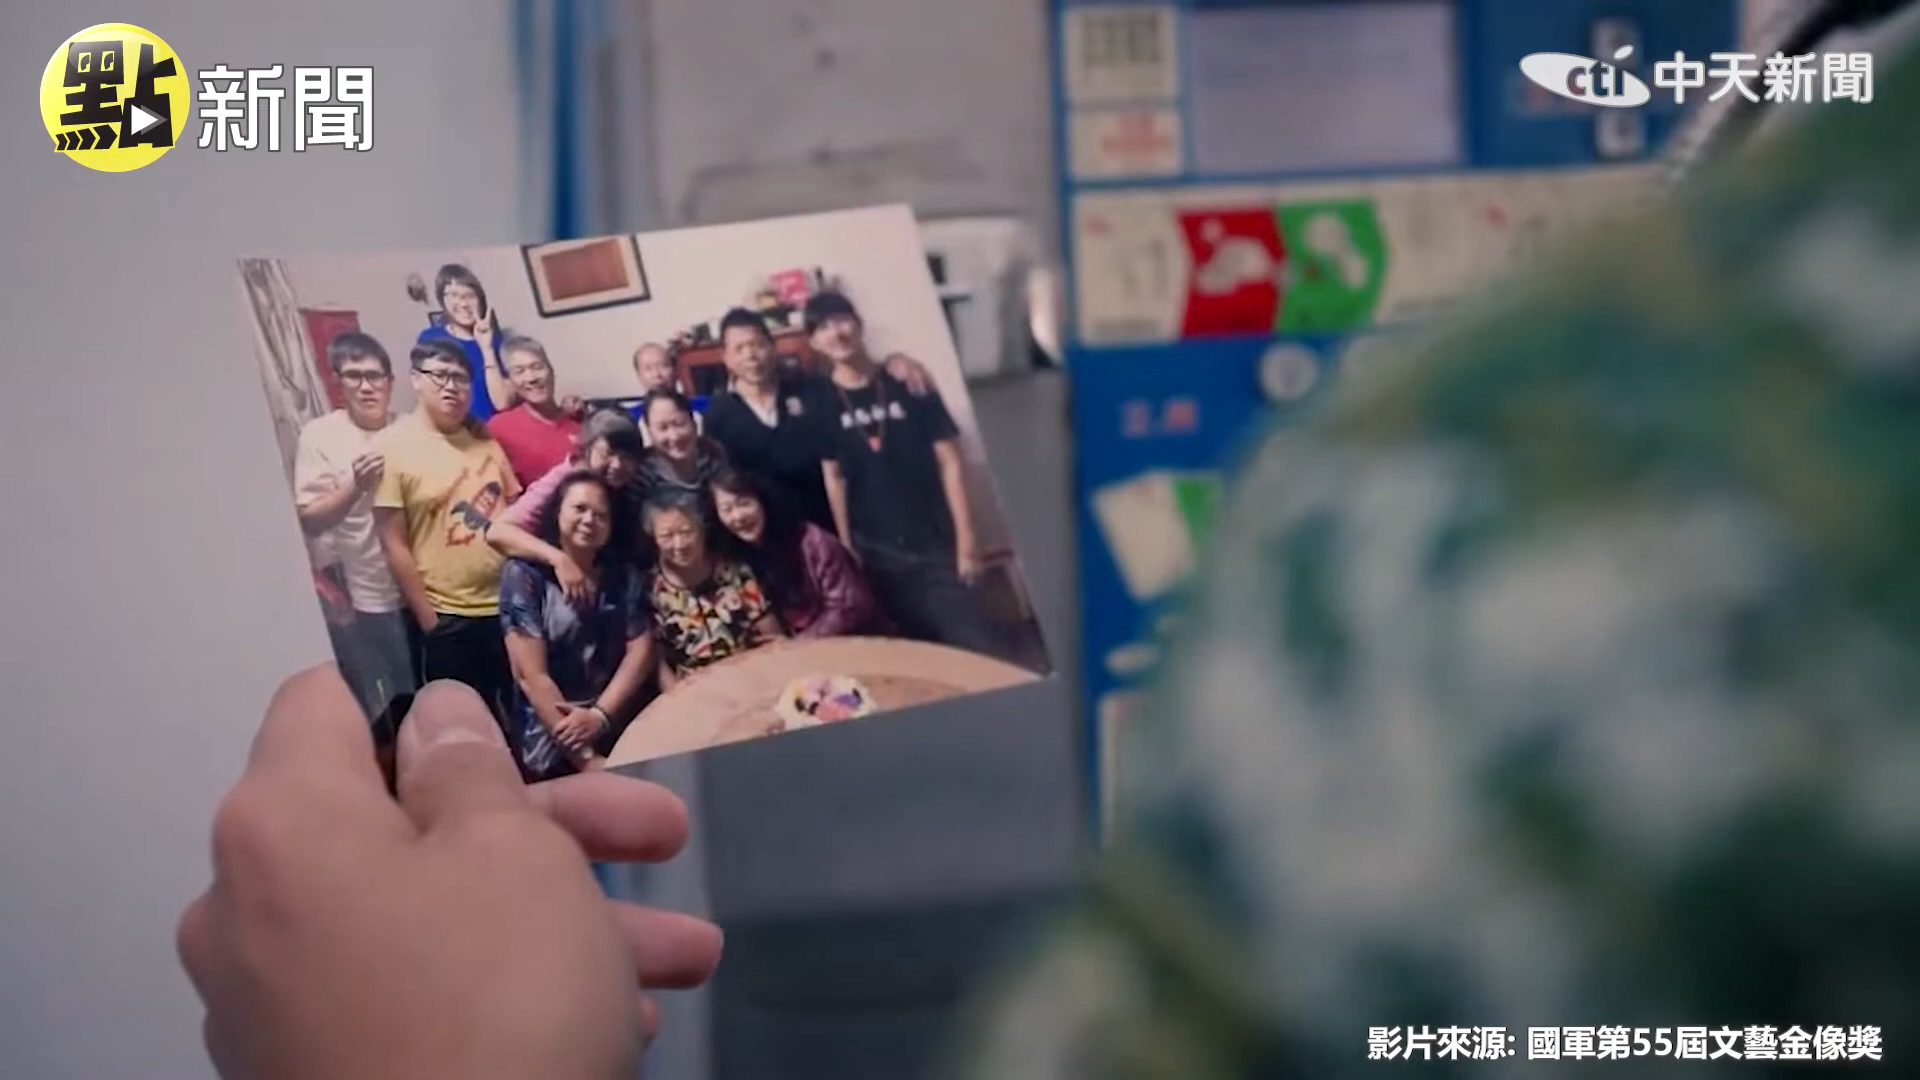 點新聞
cti 中天新聞
影片來源: 國軍第55屆文藝金像獎